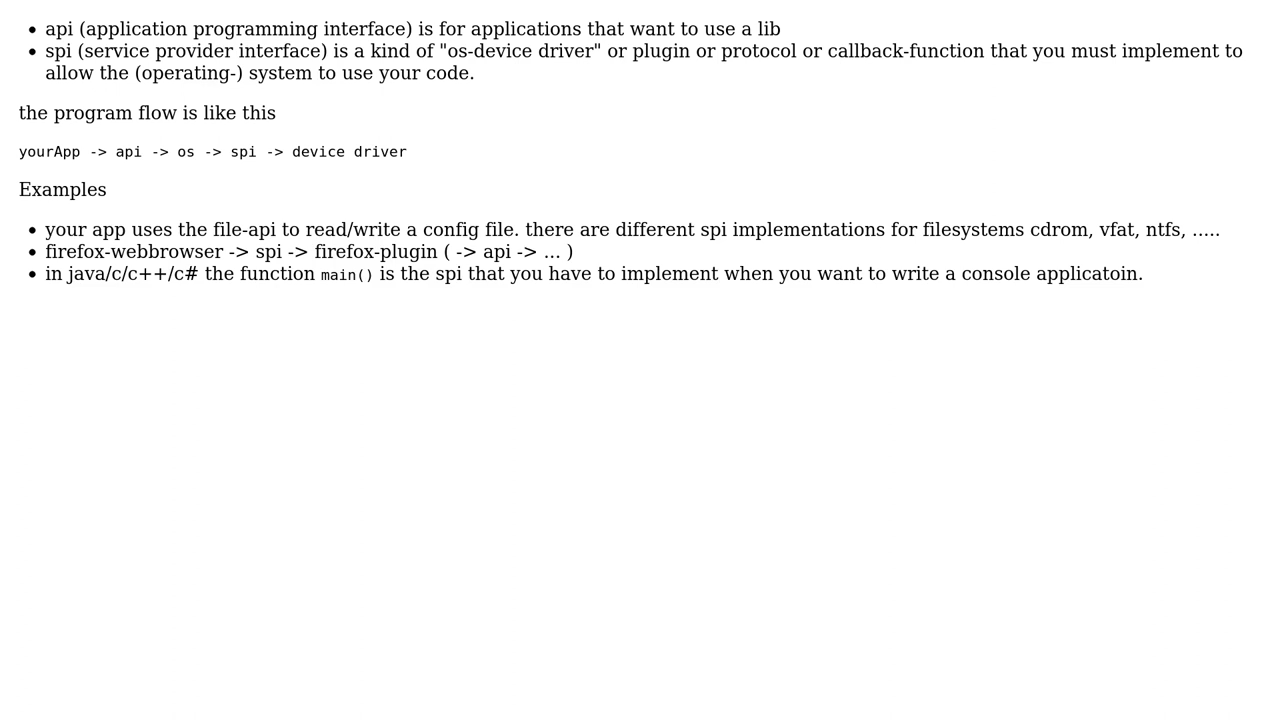 • api (application programming interface) is for applications that want to use a lib
• spi (service provider interface) is a kind of "os-device driver" or plugin or protocol or callback-function that you must implement to
allow the (operating-) system to use your code.
the program flow is like this
yourApp -> api -> os -> spi -> device driver
Examples
• your app uses the file-api to read/write a config file. there are different spi implementations for filesystems cdrom, vfat, ntfs, .....
• firefox-webbrowser -> spi -> firefox-plugin ( -> api -> ... )
• in java/c/c++/c# the function main() is the spi that you have to implement when you want to write a console applicatoin.